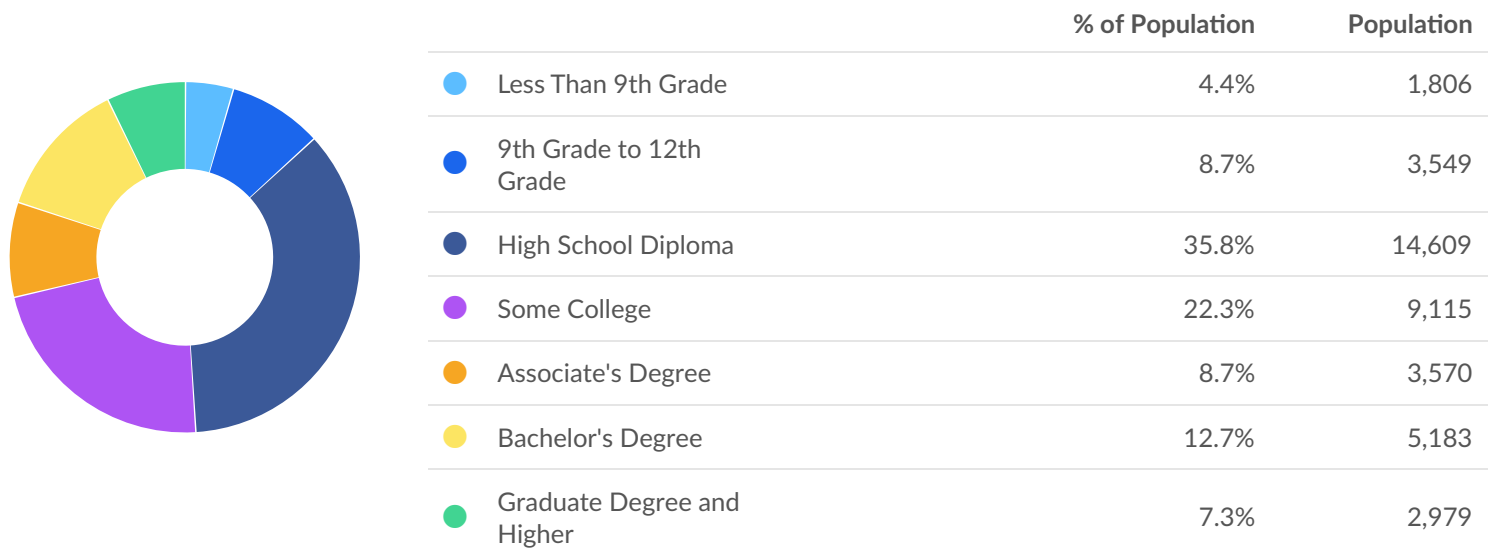 % of Population Population
Less Than 9th Grade 4.4% 1,806
9th Grade to 12th
Grade 8.7% 3,549
High School Diploma 35.8% 14,609
Some College 22.3% 9,115
Associate's Degree 8.7% 3,570
Bachelor's Degree 12.7% 5,183
Graduate Degree and
Higher 7.3% 2,979